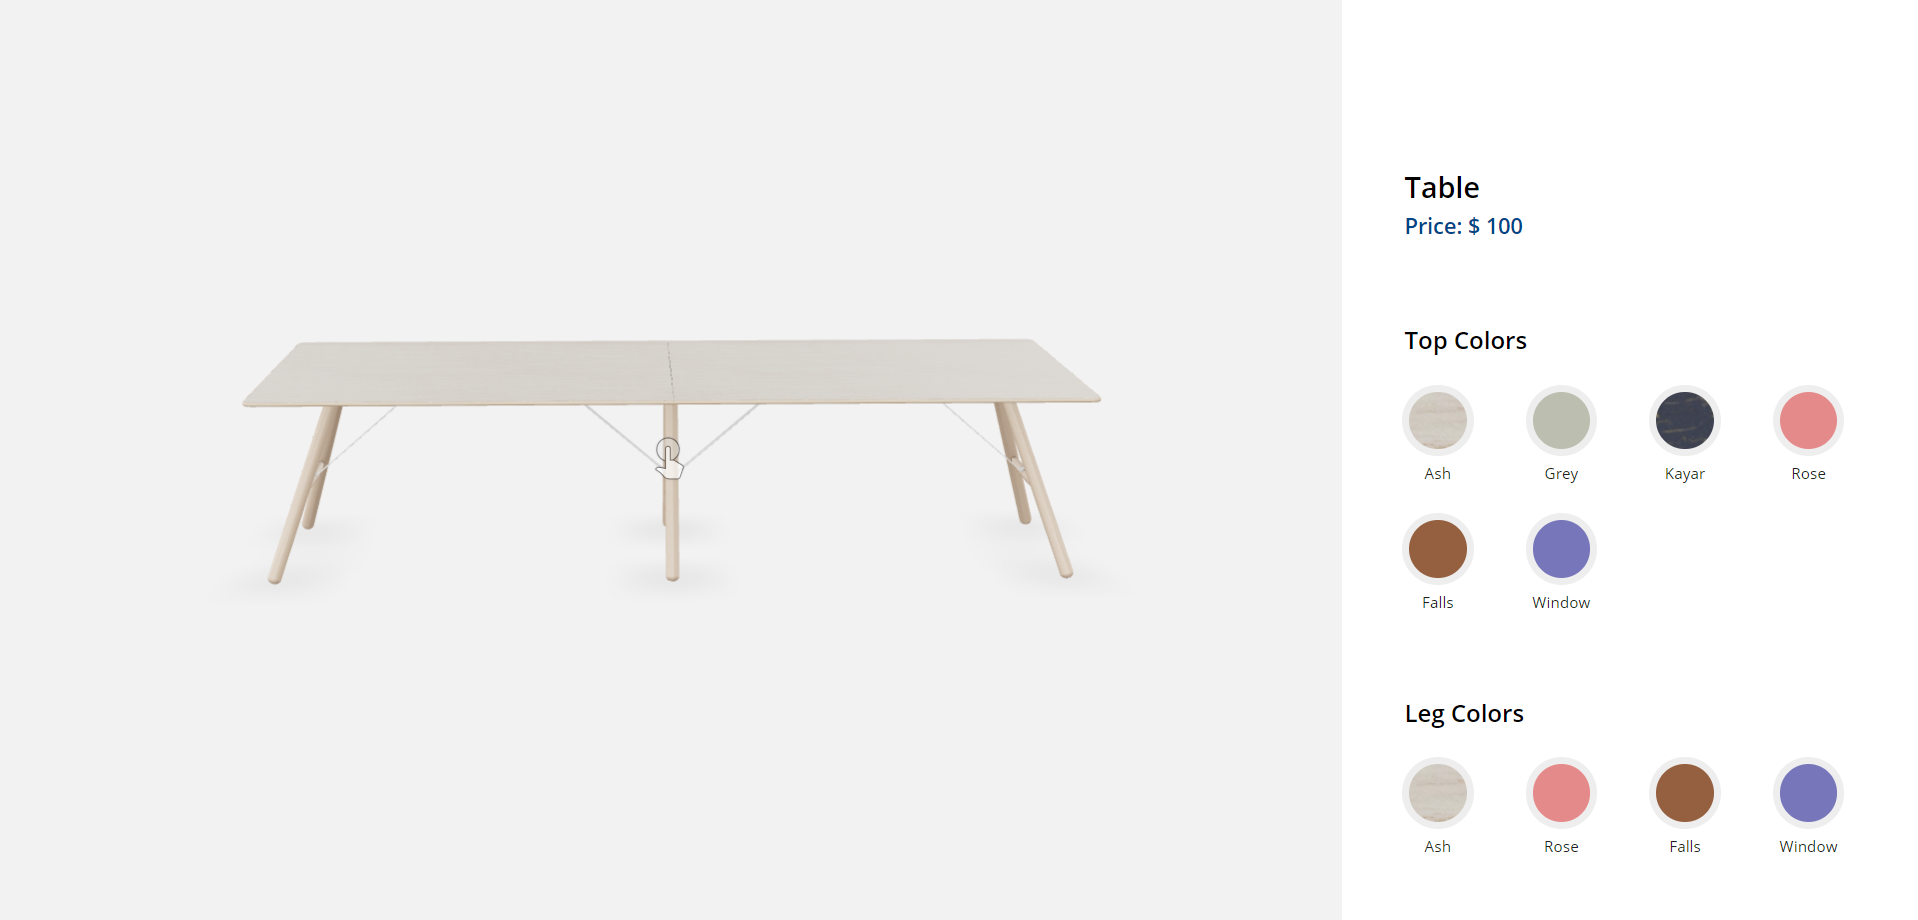 Table
Price: $ 100
Top Colors
Ash Grey Kayar Rose
Falls Window
Leg Colors
Ash Rose Falls Window